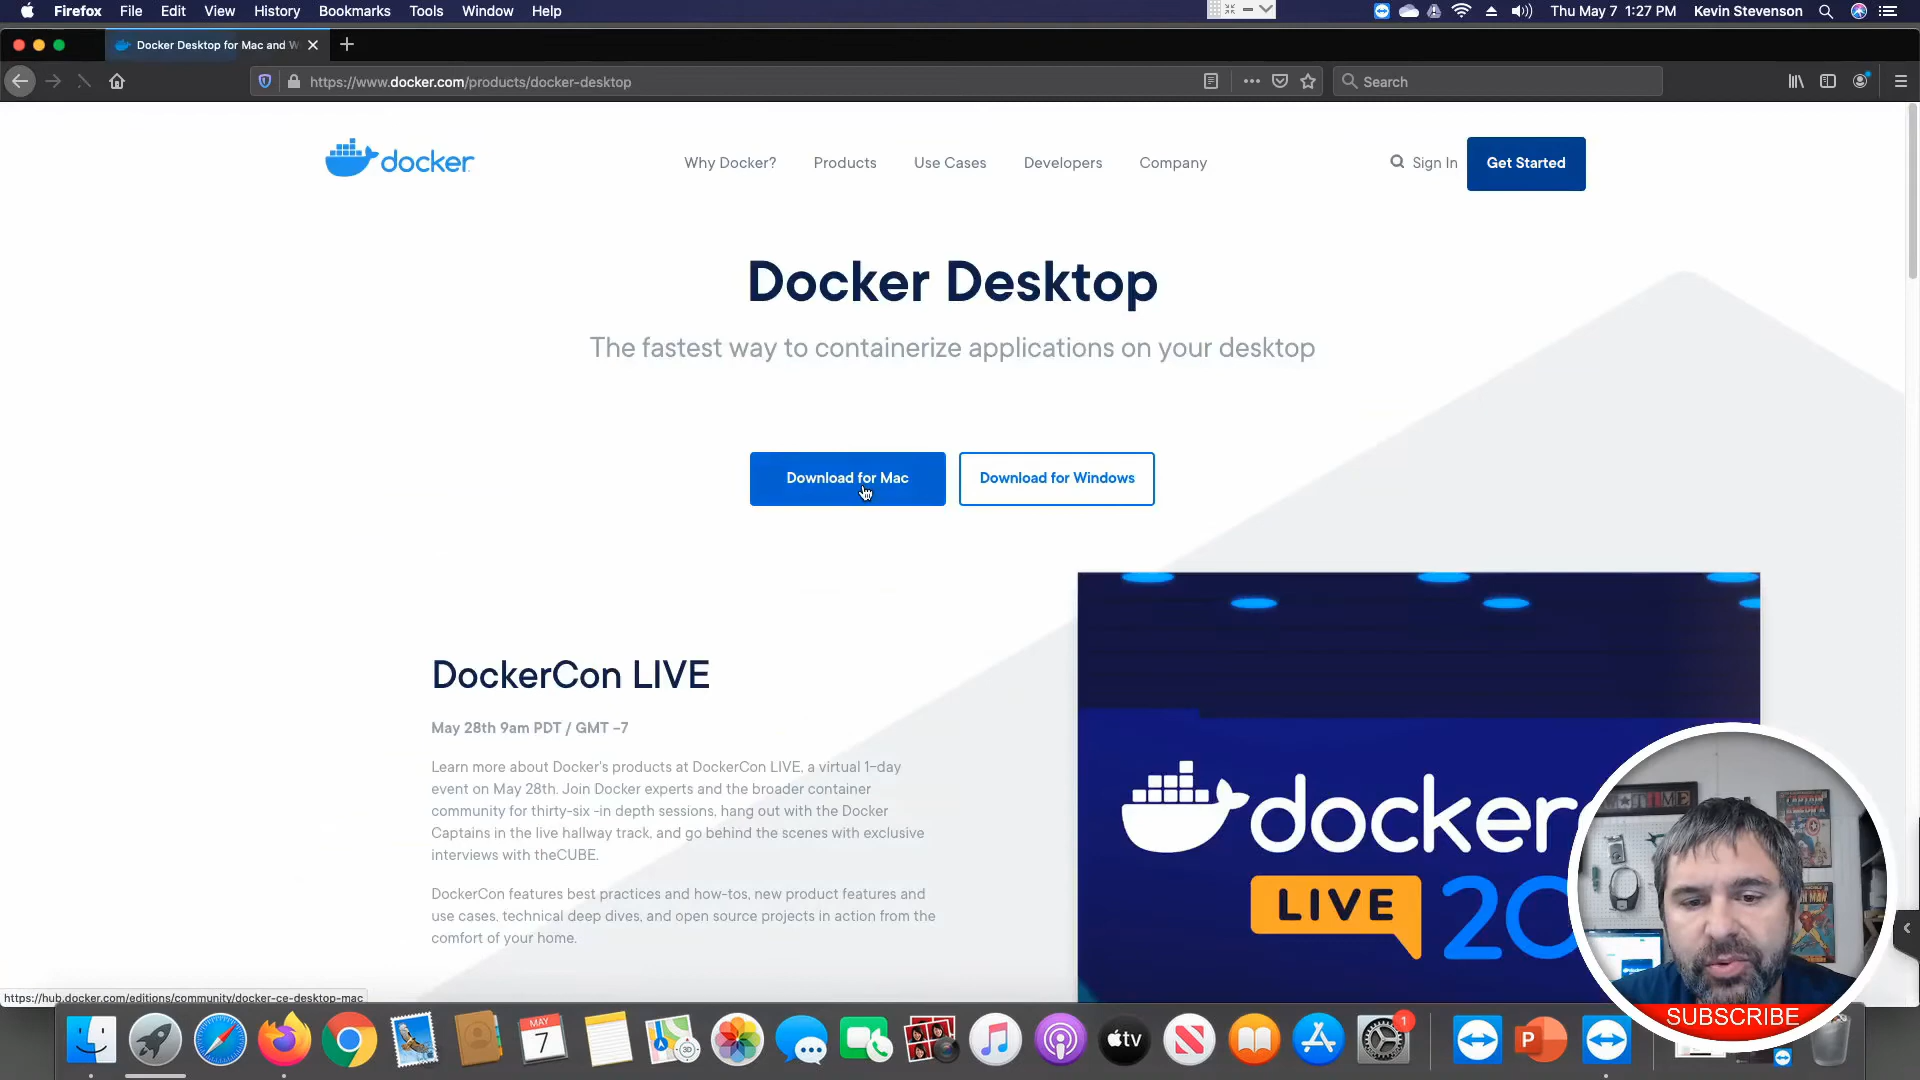 Firefox File Edit View History Bookmarks Tools Window Help
Thu May 7 1:27 PM Kevin Stevenson
Docker Desktop for Mac and W
https://www.docker.com/products/docker-desktop
Search
docker
Why Docker? Products Use Cases Developers Company
Sign In
Get Started
Docker Desktop
The fastest way to containerize applications on your desktop
Download for Mac
Download for Windows
DockerCon LIVE
May 28th 9am PDT / GMT -7
Learn more about Docker's products at DockerCon LIVE, a virtual 1-day
event on May 28th. Join Docker experts and the broader container
community for thirty-six -in depth sessions, hang out with the Docker
Captains in the live hallway track, and go behind the scenes with exclusive
interviews with theCUBE.
DockerCon features best practices and how-tos, new product features and
use cases, technical deep dives, and open source projects in action from the
comfort of your home.
docker
LIVE 20
https://hub.docker.com/editions/community/docker-ce-desktop-mac
MAY
7
3D
tv
1
P
SUBSCRIBE